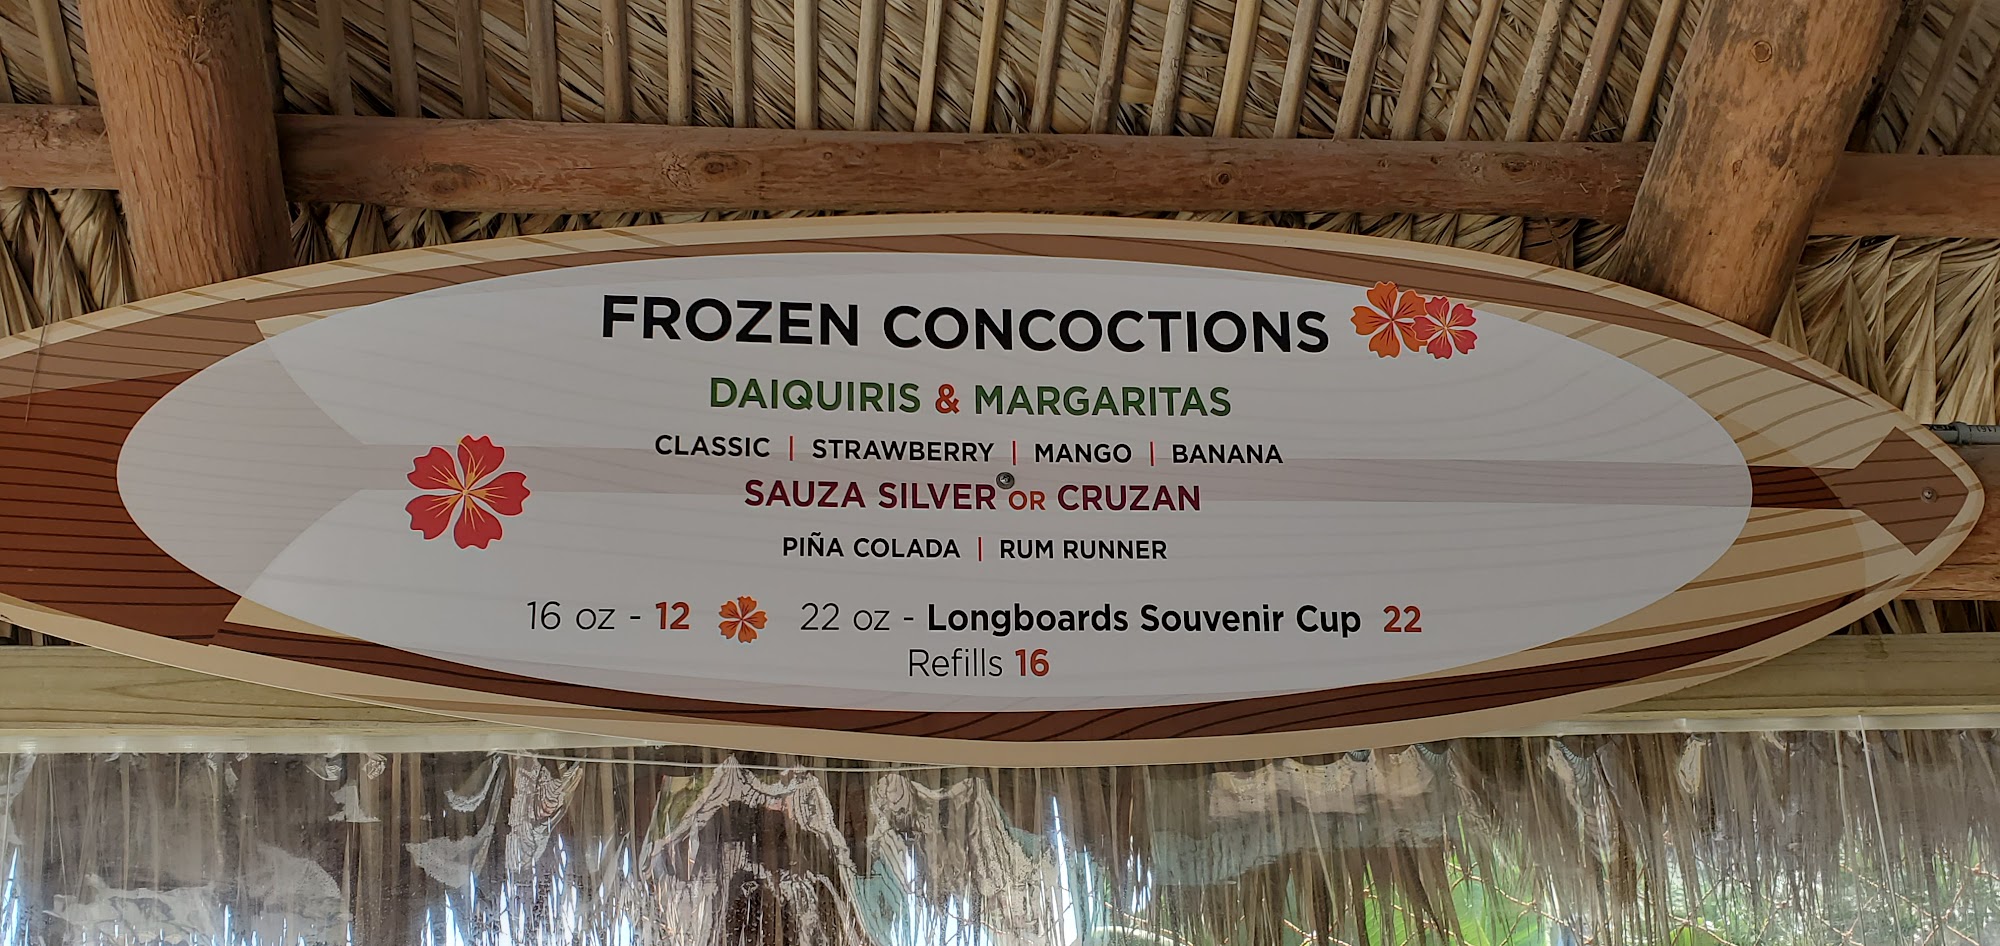 FROZEN CONCOCTIONS
DAIQUIRIS & MARGARITAS
CLASSIC | STRAWBERRY | MANGO | BANANA
SAUZA SILVER OR CRUZAN
PIÑA COLADA | RUM RUNNER
16 oz - 12 22 oz - Longboards Souvenir Cup 22
Refills 16